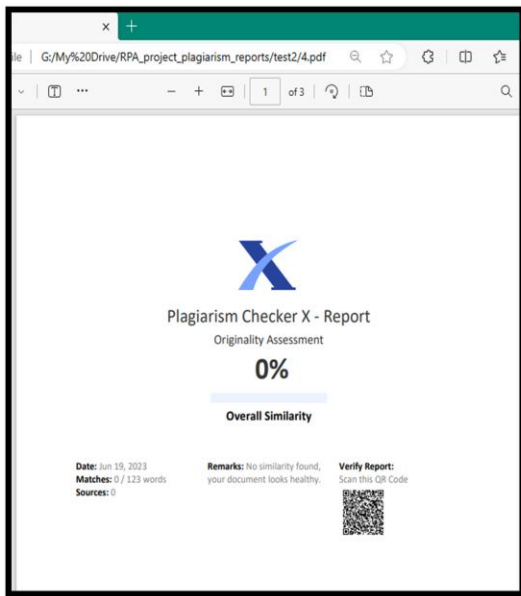 ile G:/My%20Drive/RPA_project_plagiarism_reports/test2/4.pdf
1 of 3
Plagiarism Checker X - Report
Originality Assessment
0%
Overall Similarity
Date: Jun 19, 2023
Matches: 0 / 123 words
Sources: 0
Remarks: No similarity found,
your document looks healthy.
Verify Report:
Scan this QR Code